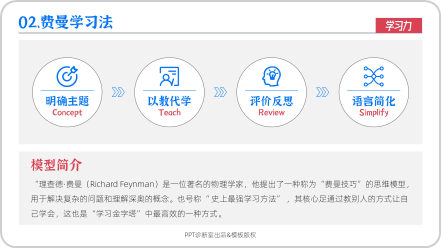 02.费曼学习法
学习力
明确主题
Concept
以教代学
Teach
评价反思
Review
语言简化
Simplify
模型简介
“理查德·费曼（Richard Feynman）是一位著名的物理学家，他提出了一种称为“费曼技巧”的思维模型，
用于解决复杂的问题和理解深奥的概念。也号称“ 史上最强学习方法” ，其核心足通过教别人的方式让自
己学会，这也是“学习金字塔”中最高效的一种方式。
PPT@新室出品&模板版权